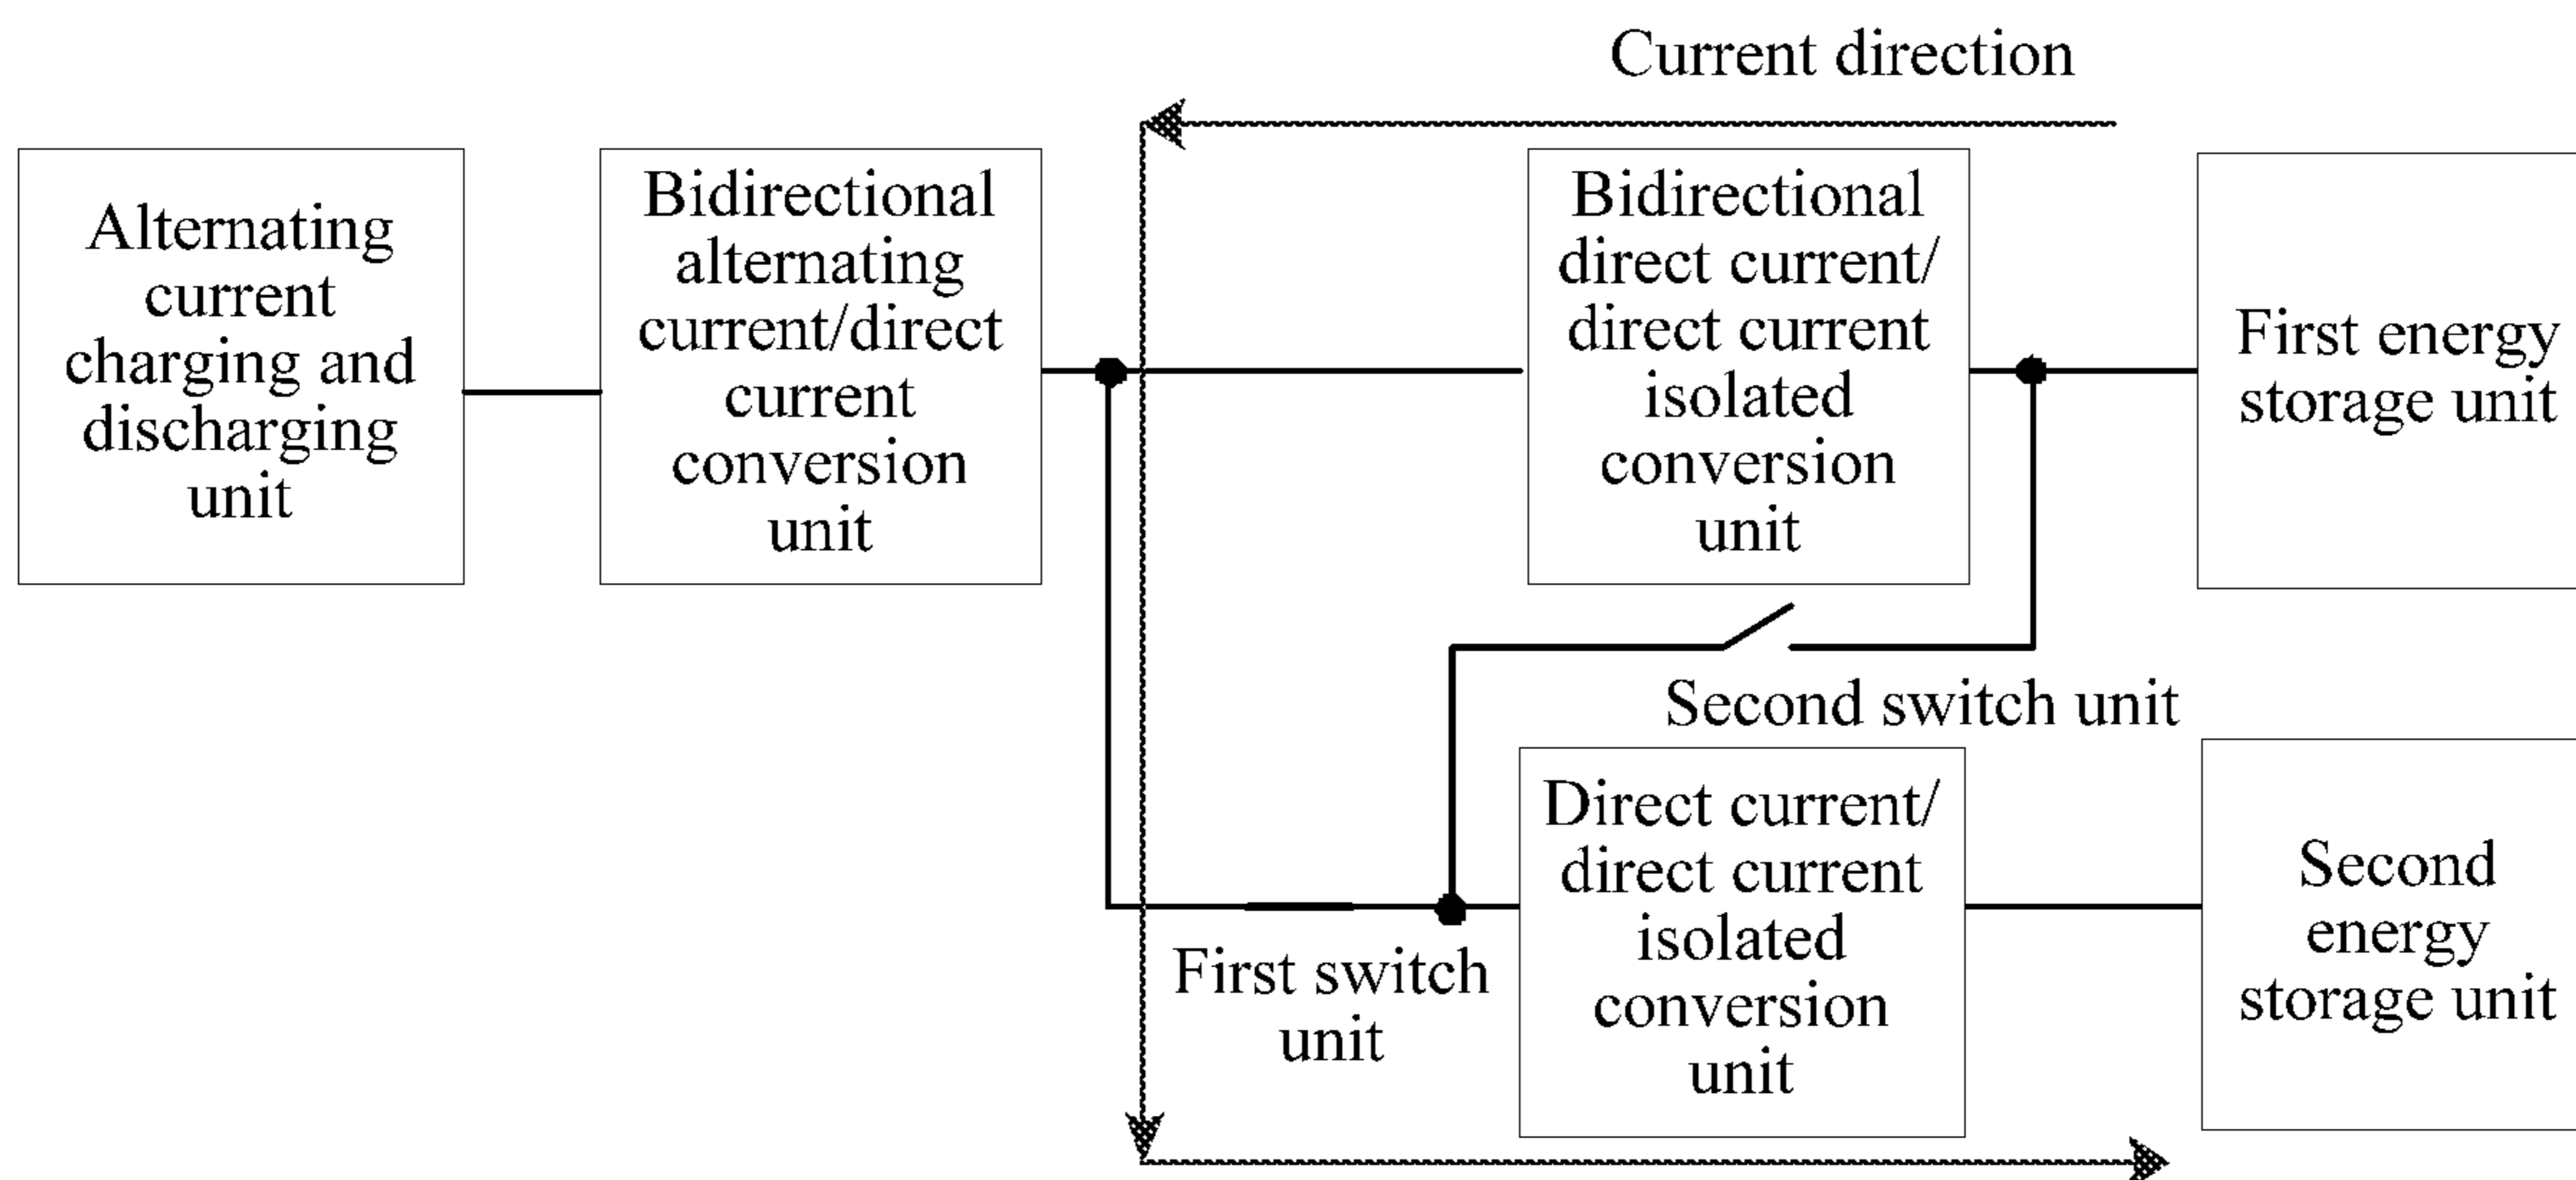 Current direction
Alternating
current
charging and
discharging
unit
Bidirectional
alternating
current/direct
current
conversion
unit
Bidirectional
direct current/
direct current
isolated
conversion
unit
First energy
storage unit
Second switch unit
First switch
unit
Direct current/
direct current
isolated
conversion
unit
Second
energy
storage unit